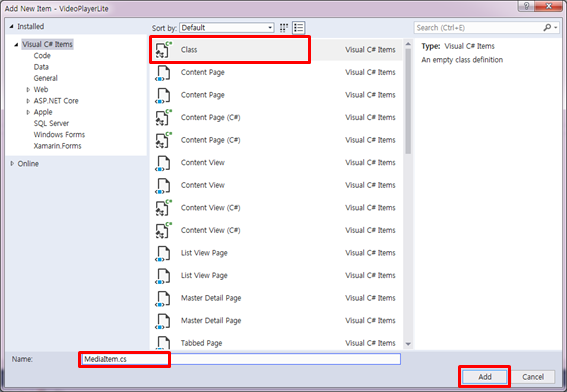 Add New Item - VideoPlayerLite
Installed
Sort by: Default
Search (Ctrl+E)
Visual C# Items
Code
Data
General
Web
ASP.NET Core
Apple
SQL Server
Windows Forms
Xamarin.Forms
Online
Class Visual C# Items
Content Page Visual C# Items
Content Page Visual C# Items
Content Page (C#) Visual C# Items
Content Page (C#) Visual C# Items
Content View Visual C# Items
Content View Visual C# Items
Content View (C#) Visual C# Items
Content View (C#) Visual C# Items
List View Page Visual C# Items
List View Page Visual C# Items
Master Detail Page Visual C# Items
Master Detail Page Visual C# Items
Tabbed Page Visual C# Items
Type: Visual C# Items
An empty class definition
Name: MediaItem.cs
Add Cancel